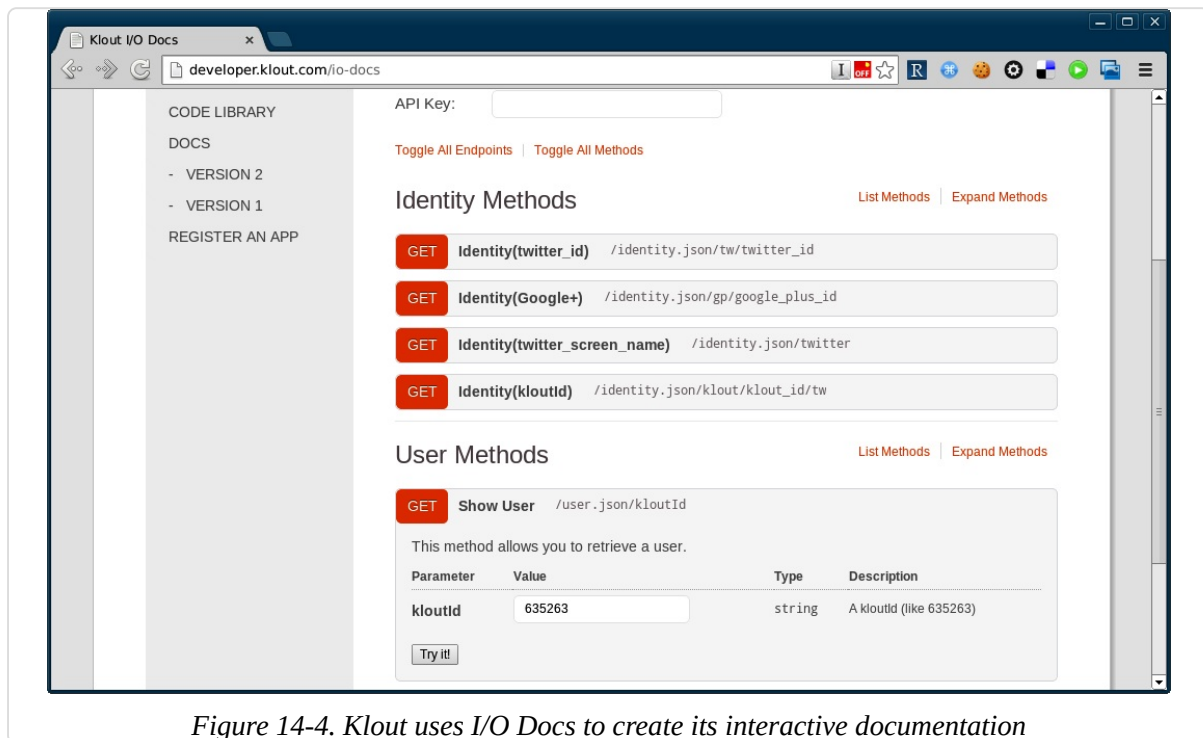 Klout I/O Docs
developer.klout.com/io-docs
API Key:
CODE LIBRARY
DOCS
- VERSION 2
- VERSION 1
REGISTER AN APP
Toggle All Endpoints | Toggle All Methods
Identity Methods
List Methods | Expand Methods
GET Identity(twitter_id) /identity.json/tw/twitter_id
GET Identity(Google+) /identity.json/gp/google_plus_id
GET Identity(twitter_screen_name) /identity.json/twitter
GET Identity(kloutId) /identity.json/klout/klout_id/tw
User Methods
List Methods | Expand Methods
GET Show User /user.json/kloutId
This method allows you to retrieve a user.
Parameter Value Type Description
kloutId 635263 string A kloutId (like 635263)
Try it!
Figure 14-4. Klout uses I/O Docs to create its interactive documentation